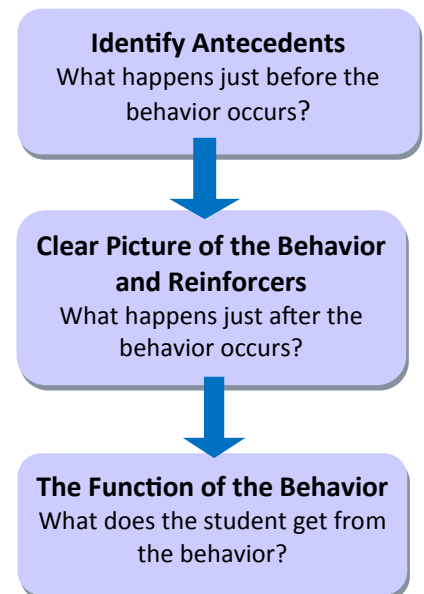 Identify Antecedents
What happens just before the
behavior occurs?
Clear Picture of the Behavior
and Reinforcers
What happens just after the
behavior occurs?
The Function of the Behavior
What does the student get from
the behavior?